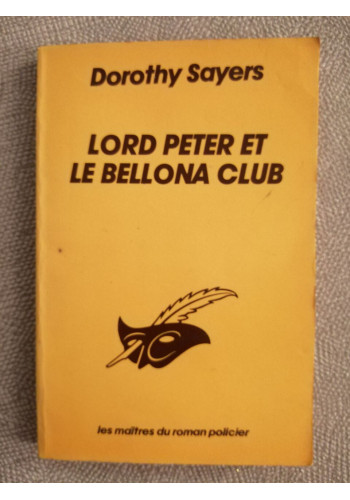 Dorothy Sayers
LORD PETER ET
LE BELLONA CLUB
les maîtres du roman policier